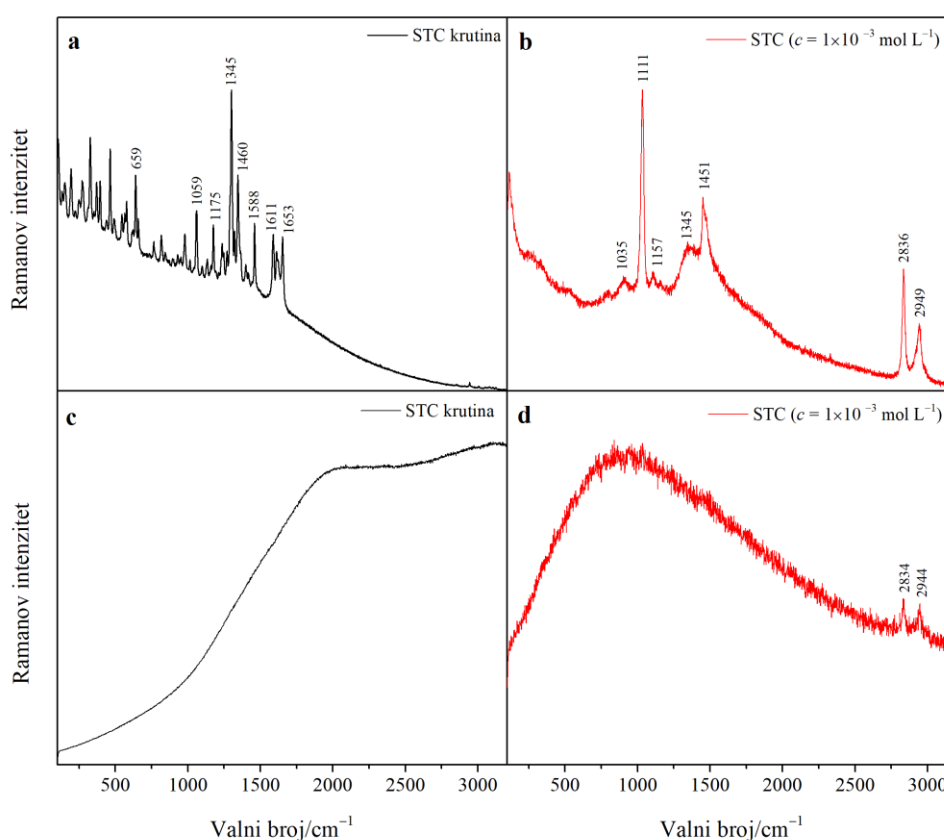 a
STC krutina
1345
659
1059
1175
1460
1588
1611
1653
Ramanov intenzitet
b
STC (c = 1×10 ⁻³ mol L⁻¹)
1111
1035
1157
1345
1451
2836
2949
c
STC krutina
Ramanov intenzitet
500 1000 1500 2000 2500 3000
Valni broj/cm⁻¹
d
STC (c = 1×10 ⁻³ mol L⁻¹)
2834
2944
500 1000 1500 2000 2500 3000
Valni broj/cm⁻¹